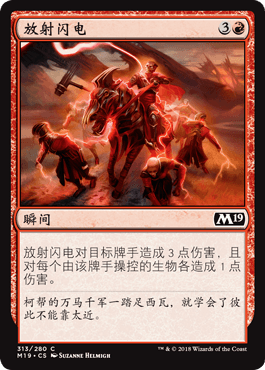 放射闪电 3
M19
瞬间
放射闪电对目标牌手造成 3 点伤害，且
对每个由该牌手操控的生物各造成 1 点
伤害。
柯帮的万马千军一踏足西瓦，就学会了彼
此不能靠太近。
313/280 C
M19 • CS SUZANNE HELMIGH
™ & © 2018 Wizards of the Coast